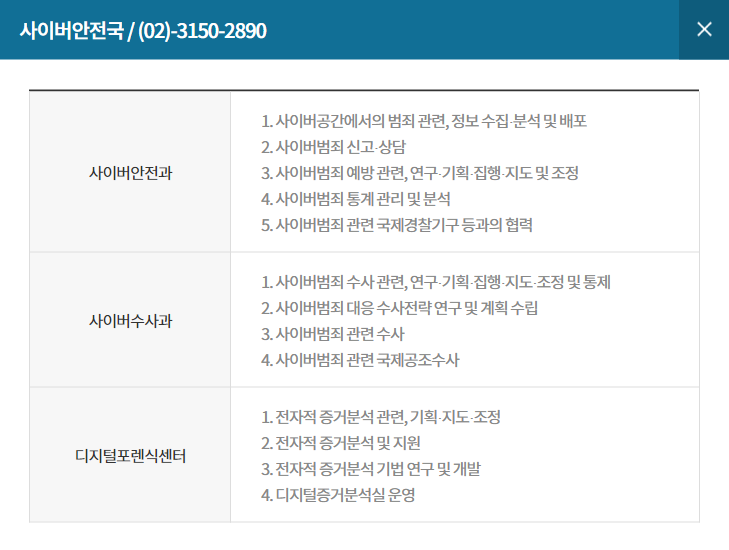 사이버안전국 / (02)-3150-2890
사이버안전과
1. 사이버공간에서의 범죄 관련, 정보 수집·분석 및 배포
2. 사이버범죄 신고·상담
3. 사이버범죄 예방 관련, 연구·기획·집행·지도 및 조정
4. 사이버범죄 통계 관리 및 분석
5. 사이버범죄 관련 국제경찰기구 등과의 협력
사이버수사과
1. 사이버범죄 수사 관련, 연구·기획·집행·지도·조정 및 통제
2. 사이버범죄 대응 수사전략 연구 및 계획 수립
3. 사이버범죄 관련 수사
4. 사이버범죄 관련 국제공조수사
디지털포렌식센터
1. 전자적 증거분석 관련, 기획·지도·조정
2. 전자적 증거분석 및 지원
3. 전자적 증거분석 기법 연구 및 개발
4. 디지털증거분석실 운영